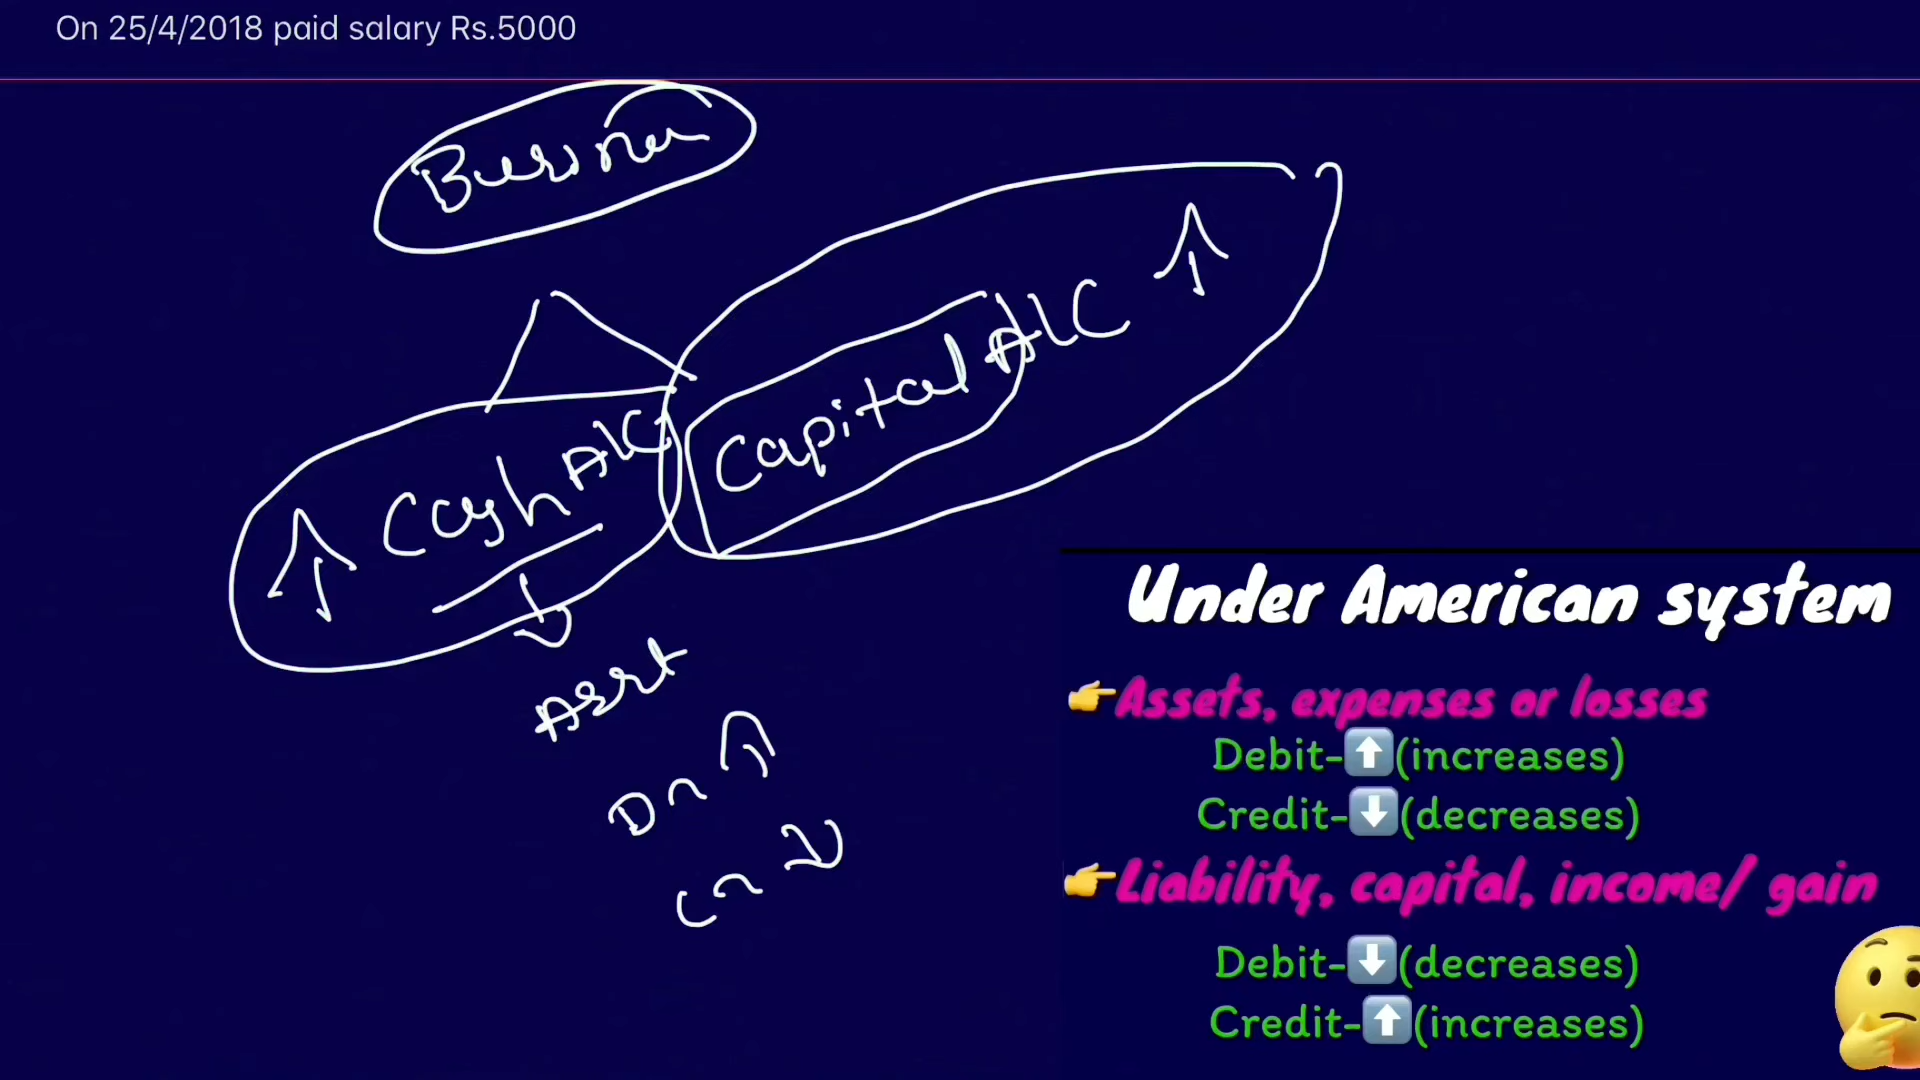 On 25/4/2018 paid salary Rs.5000
Business
Capital A/C ↑
↑ Cash A/C
Asset
Dr ↑
Cr ↓
Under American system
👉Assets, expenses or losses
Debit-⬆️(increases)
Credit-⬇️(decreases)
👉Liability, capital, income/ gain
Debit-⬇️(decreases)
Credit-⬆️(increases)